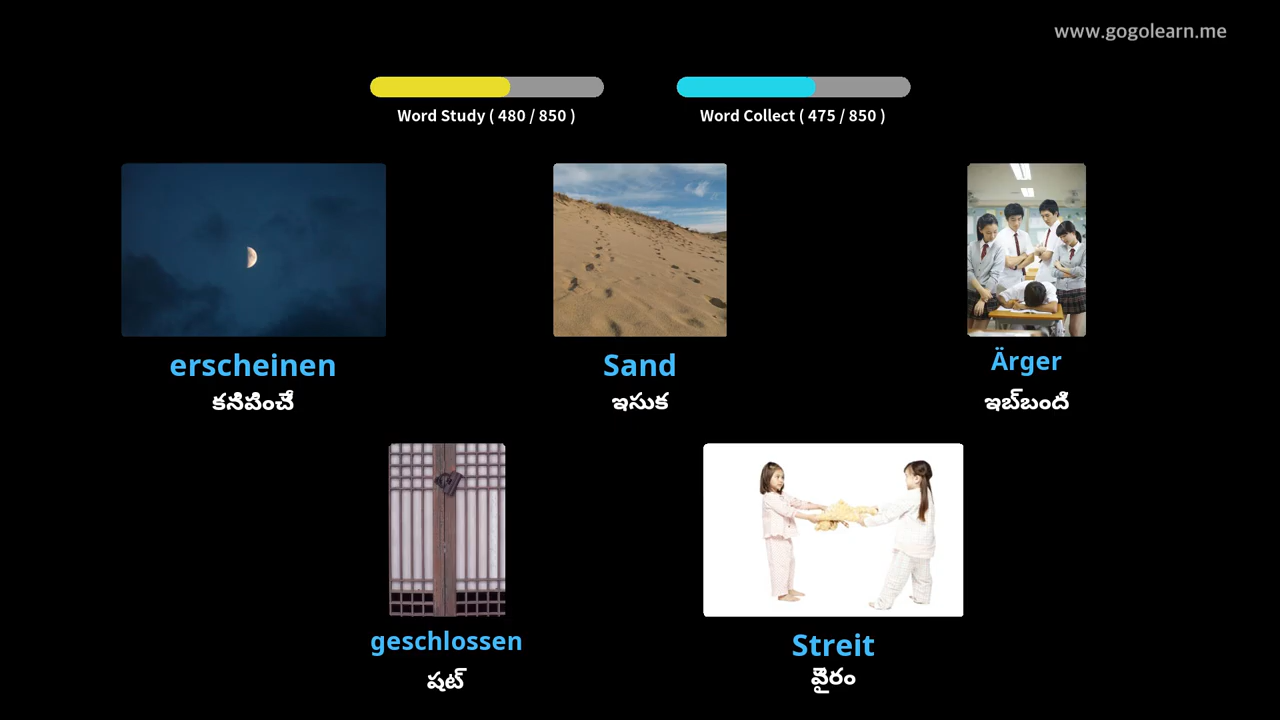 www.gogolearn.me
Word Study ( 480 / 850 )
Word Collect ( 475 / 850 )
erscheinen
కనిపించే
Sand
ఇసుక
Ärger
ఇబ్బంది
geschlossen
షట్
Streit
వైరం